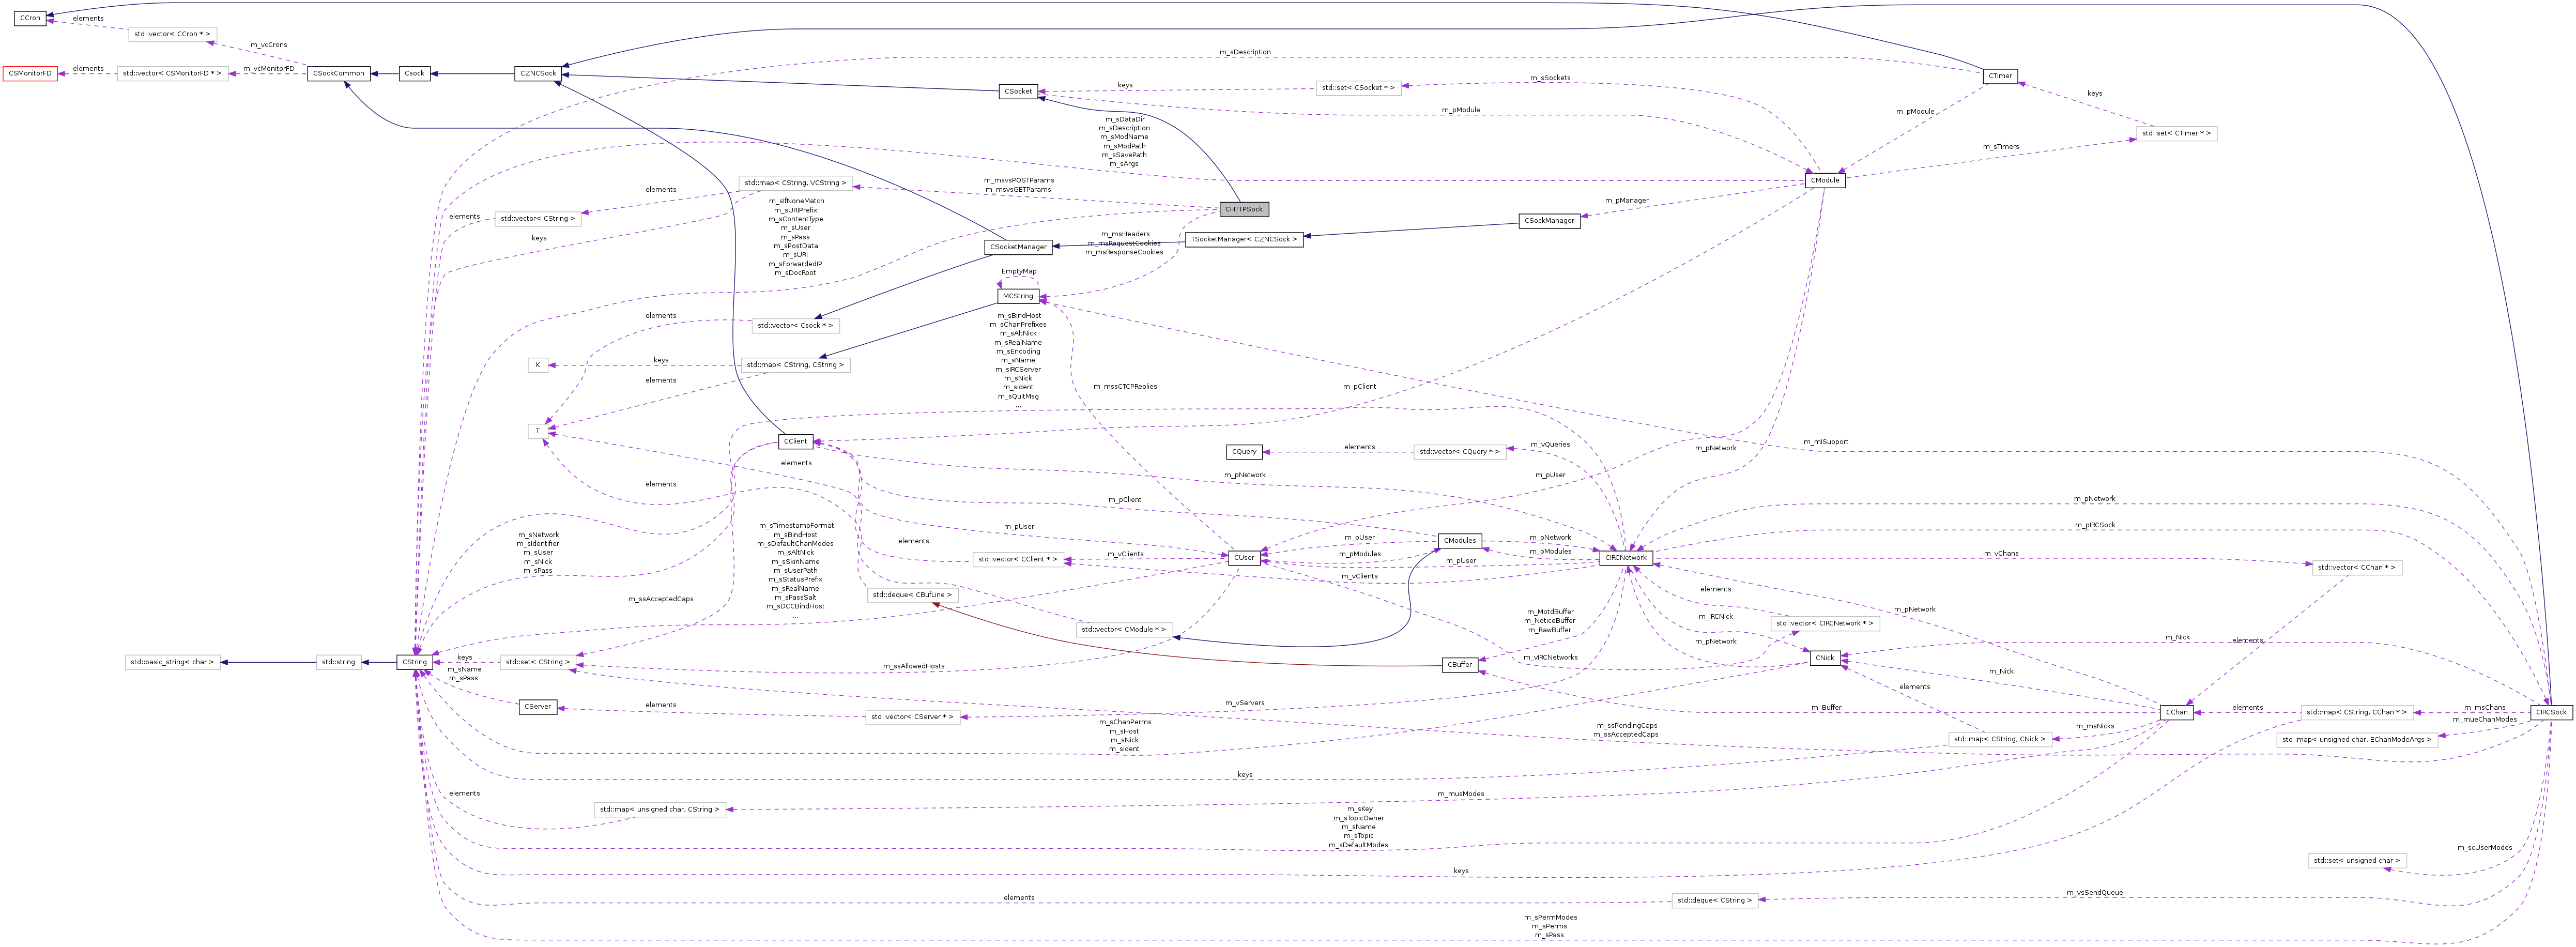 CCron
elements
std::vector< CCron * >
m_vcCrons
CSMonitorFD
elements
std::vector< CSMonitorFD * >
m_vcMonitorFD
CSockCommon
Csock
CZNCSock
m_sDescription
CTimer
CSocket
keys
std::set< CSocket * >
m_sSockets
m_pModule
m_pModule
keys
std::set< CTimer * >
m_sTimers
m_sDataDir
m_sDescription
m_sModName
m_sModPath
m_sSavePath
m_sArgs
CModule
std::map< CString, VCString >
m_msvsPOSTParams
m_msvsGETParams
elements
std::vector< CString >
elements
keys
m_sIfNoneMatch
m_sURIPrefix
m_sContentType
m_sUser
m_sPass
m_sPostData
m_sURI
m_sForwardedIP
m_sDocRoot
CHTTPSock
m_pManager
CSockManager
TSocketManager< CZNCSock >
CSocketManager
m_msHeaders
m_msRequestCookies
m_msResponseCookies
EmptyMap
MCString
elements
std::vector< Csock * >
K
keys
std::map< CString, CString >
elements
m_sBindHost
m_sChanPrefixes
m_sAltNick
m_sRealName
m_sEncoding
m_sName
m_sIRCServer
m_sNick
m_sIdent
m_sQuitMsg
...
m_mssCTCPReplies
m_pClient
T
CClient
m_mISupport
CQuery
elements
std::vector< CQuery * >
m_vQueries
m_pNetwork
elements
m_pNetwork
m_pUser
elements
m_pClient
m_pNetwork
m_sNetwork
m_sIdentifier
m_sUser
m_sNick
m_sPass
m_sTimestampFormat
m_sBindHost
m_sDefaultChanModes
m_sAltNick
m_sSkinName
m_sUserPath
m_sStatusPrefix
m_sRealName
m_sPassSalt
m_sDCCBindHost
...
m_pUser
m_pIRCSock
elements
m_pUser
CModules
m_pNetwork
std::vector< CClient * >
m_vClients
CUser
m_pModules
m_pModules
m_pUser
CIRCNetwork
m_vChans
std::vector< CChan * >
m_vClients
m_ssAcceptedCaps
std::deque< CBufLine >
elements
m_MotdBuffer
m_NoticeBuffer
m_RawBuffer
m_IRCNick
std::vector< CIRCNetwork * >
m_pNetwork
std::vector< CModule * >
m_pNetwork
elements
m_Nick
std::basic_string< char >
std::string
CString
keys
std::set< CString >
m_ssAllowedHosts
CBuffer
m_vIRCNetworks
CNick
m_Nick
m_sName
m_sPass
CServer
elements
std::vector< CServer * >
m_vServers
elements
m_Buffer
CChan
elements
std::map< CString, CChan * >
m_msChans
CIRCSock
m_sChanPerms
m_sHost
m_sNick
m_sIdent
m_ssPendingCaps
m_ssAcceptedCaps
m_msNicks
m_mueChanModes
std::map< CString, CNick >
std::map< unsigned char, EChanModeArgs >
keys
elements
m_musModes
std::map< unsigned char, CString >
m_sKey
m_sTopicOwner
m_sName
m_sTopic
m_sDefaultModes
m_scUserModes
std::set< unsigned char >
keys
m_vsSendQueue
elements
std::deque< CString >
m_sPermModes
m_sPerms
m_sPass